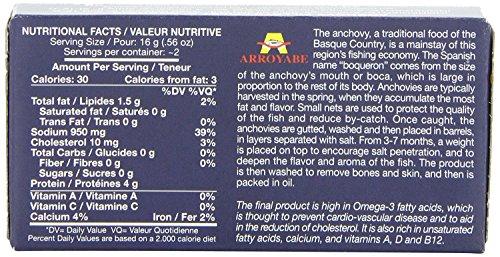 NUTRITIONAL FACTS / VALEUR NUTRITIVE
Serving Size / Pour: 16 g (.56 oz)
Servings per container: ~2
Amount Per Serving / Teneur
Calories: 30 Calories from fat: 3
%DV %VQ*
Total fat / Lipides 1.5 g 2%
Saturated fat / Saturés 0 g
Trans Fat / Trans 0 g 0%
Sodium 950 mg 39%
Cholesterol 10 mg 3%
Total Carbs / Glucides 0 g 0%
Fiber / Fibres 0 g 0%
Sugars / Sucres 0 g
Protein / Protéines 4 g
Vitamin A / Vitamine A 0%
Vitamin C / Vitamine C 0%
Calcium 4% Iron / Fer 2%
*DV= Daily Value VQ= Valeur Quotidienne
Percent Daily Values are based on a 2.000 calorie diet
A
ARROYABE
The anchovy, a traditional food of the
Basque Country, is a mainstay of this
region's fishing economy. The Spanish
name "boqueron" comes from the size
of the anchovy's mouth or boca, which is large in
proportion to the rest of its body. Anchovies are typically
harvested in the spring, when they accumulate the most
fat and flavor. Small nets are used to protect the quality
of the fish and reduce by-catch. Once caught, the
anchovies are gutted, washed and then placed in barrels,
in layers separated with salt. From 3-7 months, a weight
is placed on top to encourage salt penetration, and to
deepen the flavor and aroma of the fish. The product
is then washed to remove bones and skin, and then is
packed in oil.
The final product is high in Omega-3 fatty acids, which
is thought to prevent cardio-vascular disease and to aid
in the reduction of cholesterol. It is also rich in unsaturated
fatty acids, calcium, and vitamins A, D and B12.